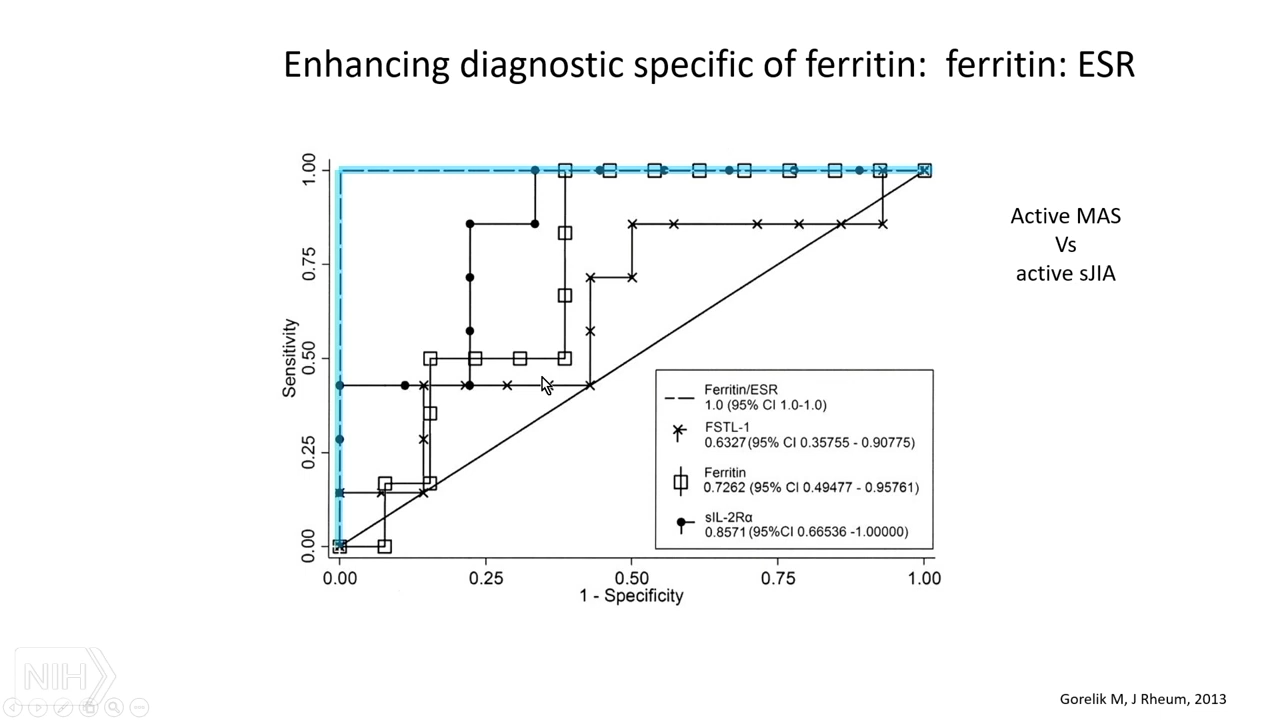 Enhancing diagnostic specific of ferritin:  ferritin: ESR
Active MAS
Vs
active sJIA
1.00
0.75
0.50
0.25
0.00
Sensitivity
0.00 0.25 0.50 0.75 1.00
1 - Specificity
Ferritin/ESR
1.0 (95% CI 1.0-1.0)
FSTL-1
0.6327 (95% CI 0.35755 - 0.90775)
Ferritin
0.7262 (95% CI 0.49477 - 0.95761)
sIL-2Rα
0.8571 (95%CI 0.66536 -1.00000)
NIH
Gorelik M, J Rheum, 2013